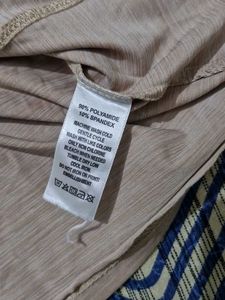 90% POLYAMIDE
10% SPANDEX
MACHINE WASH COLD
GENTLE CYCLE
WASH WITH LIKE COLORS
ONLY NON CHLORINE
BLEACH WHEN NEEDED
TUMBLE DRY LOW
COOL IRON
DO NOT IRON ON PRINT
EMBELLISHMENT